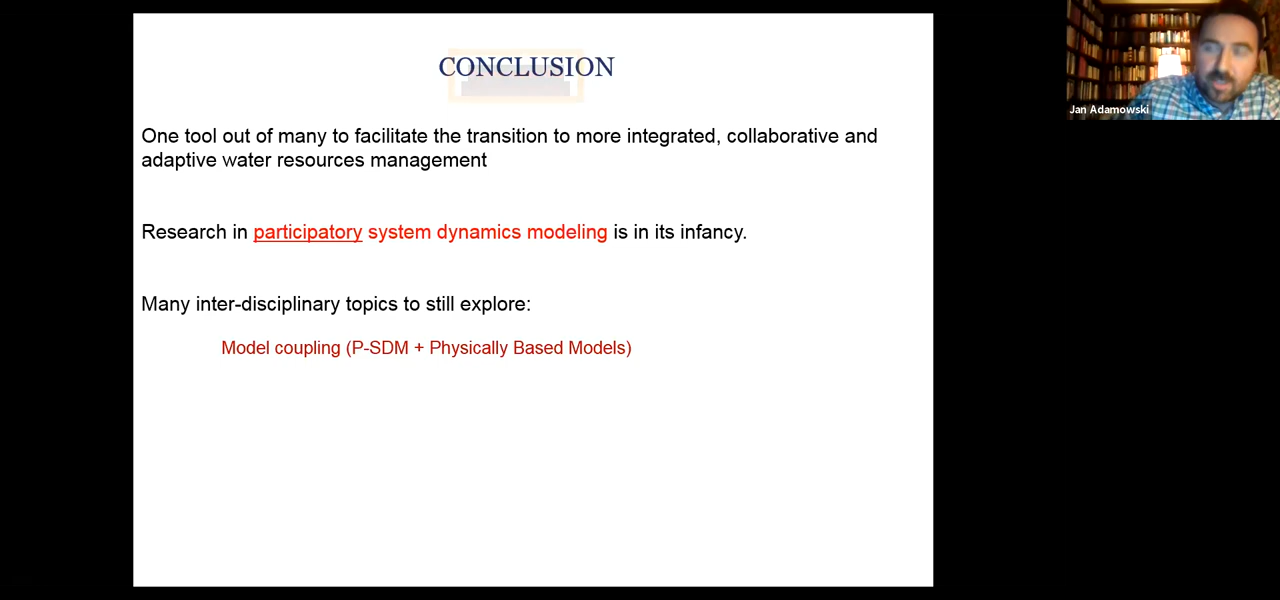 CONCLUSION
Jan Adamowski
One tool out of many to facilitate the transition to more integrated, collaborative and
adaptive water resources management
Research in participatory system dynamics modeling is in its infancy.
Many inter-disciplinary topics to still explore:
Model coupling (P-SDM + Physically Based Models)